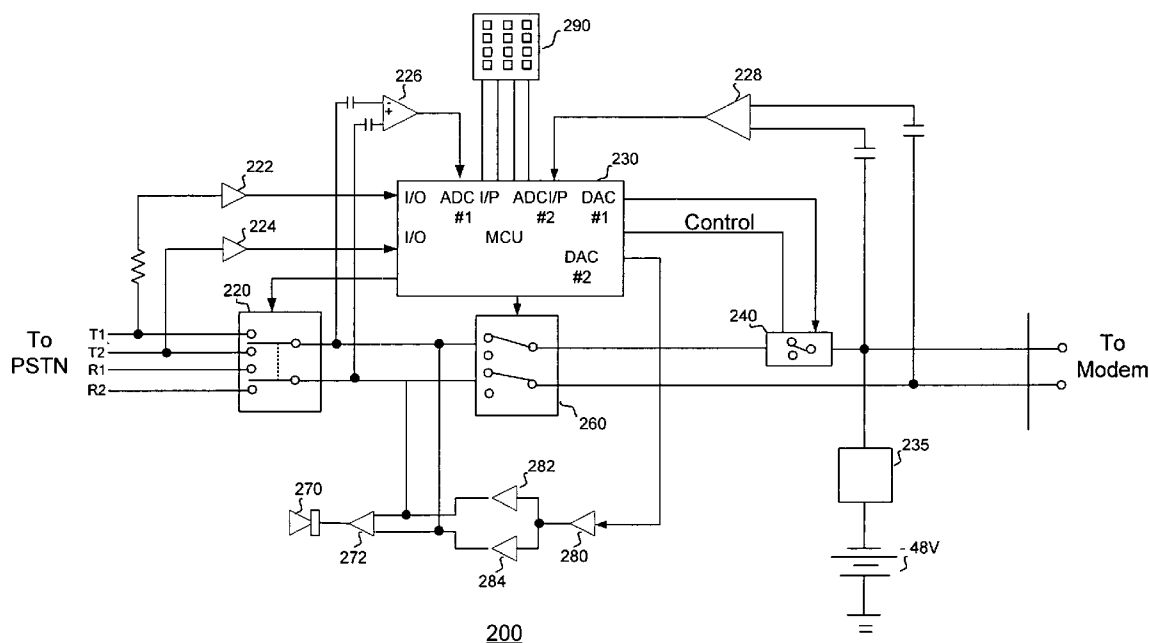 290
226
228
222
230
I/O
ADC I/P
#1
ADCI/P
#2
DAC
#1
Control
224
I/O
MCU
DAC
#2
220
240
To
PSTN
T1
T2
R1
R2
To
Modem
260
235
282
270
272
280
284
- 48V
200